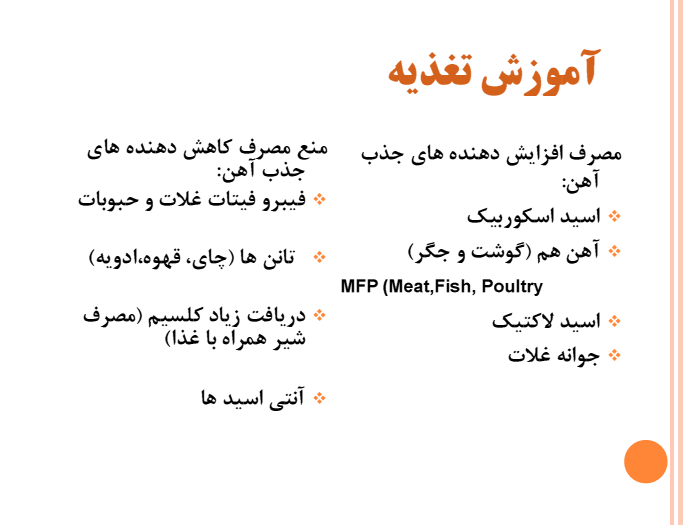 آموزش تغذیه
مصرف افزایش دهنده های جذب
آهن:
❖ اسید اسکوربیک
❖ آهن هم (گوشت و جگر)
MFP (Meat,Fish, Poultry
❖ اسید لاکتیک
❖ جوانه غلات
منع مصرف کاهش دهنده های
جذب آهن:
❖ فیبرو فیتات غلات و حبوبات
❖ تانن ها (چای، قهوه،ادویه)
❖ دریافت زیاد کلسیم (مصرف
شیر همراه با غذا)
❖ آنتی اسید ها